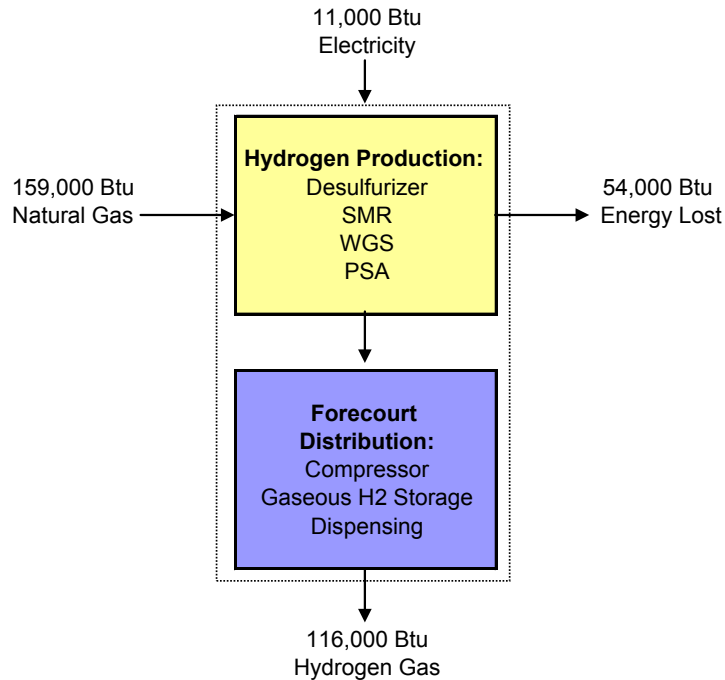 11,000 Btu
Electricity
Hydrogen Production:
Desulfurizer
SMR
WGS
PSA
159,000 Btu
Natural Gas
54,000 Btu
Energy Lost
Forecourt
Distribution:
Compressor
Gaseous H2 Storage
Dispensing
116,000 Btu
Hydrogen Gas